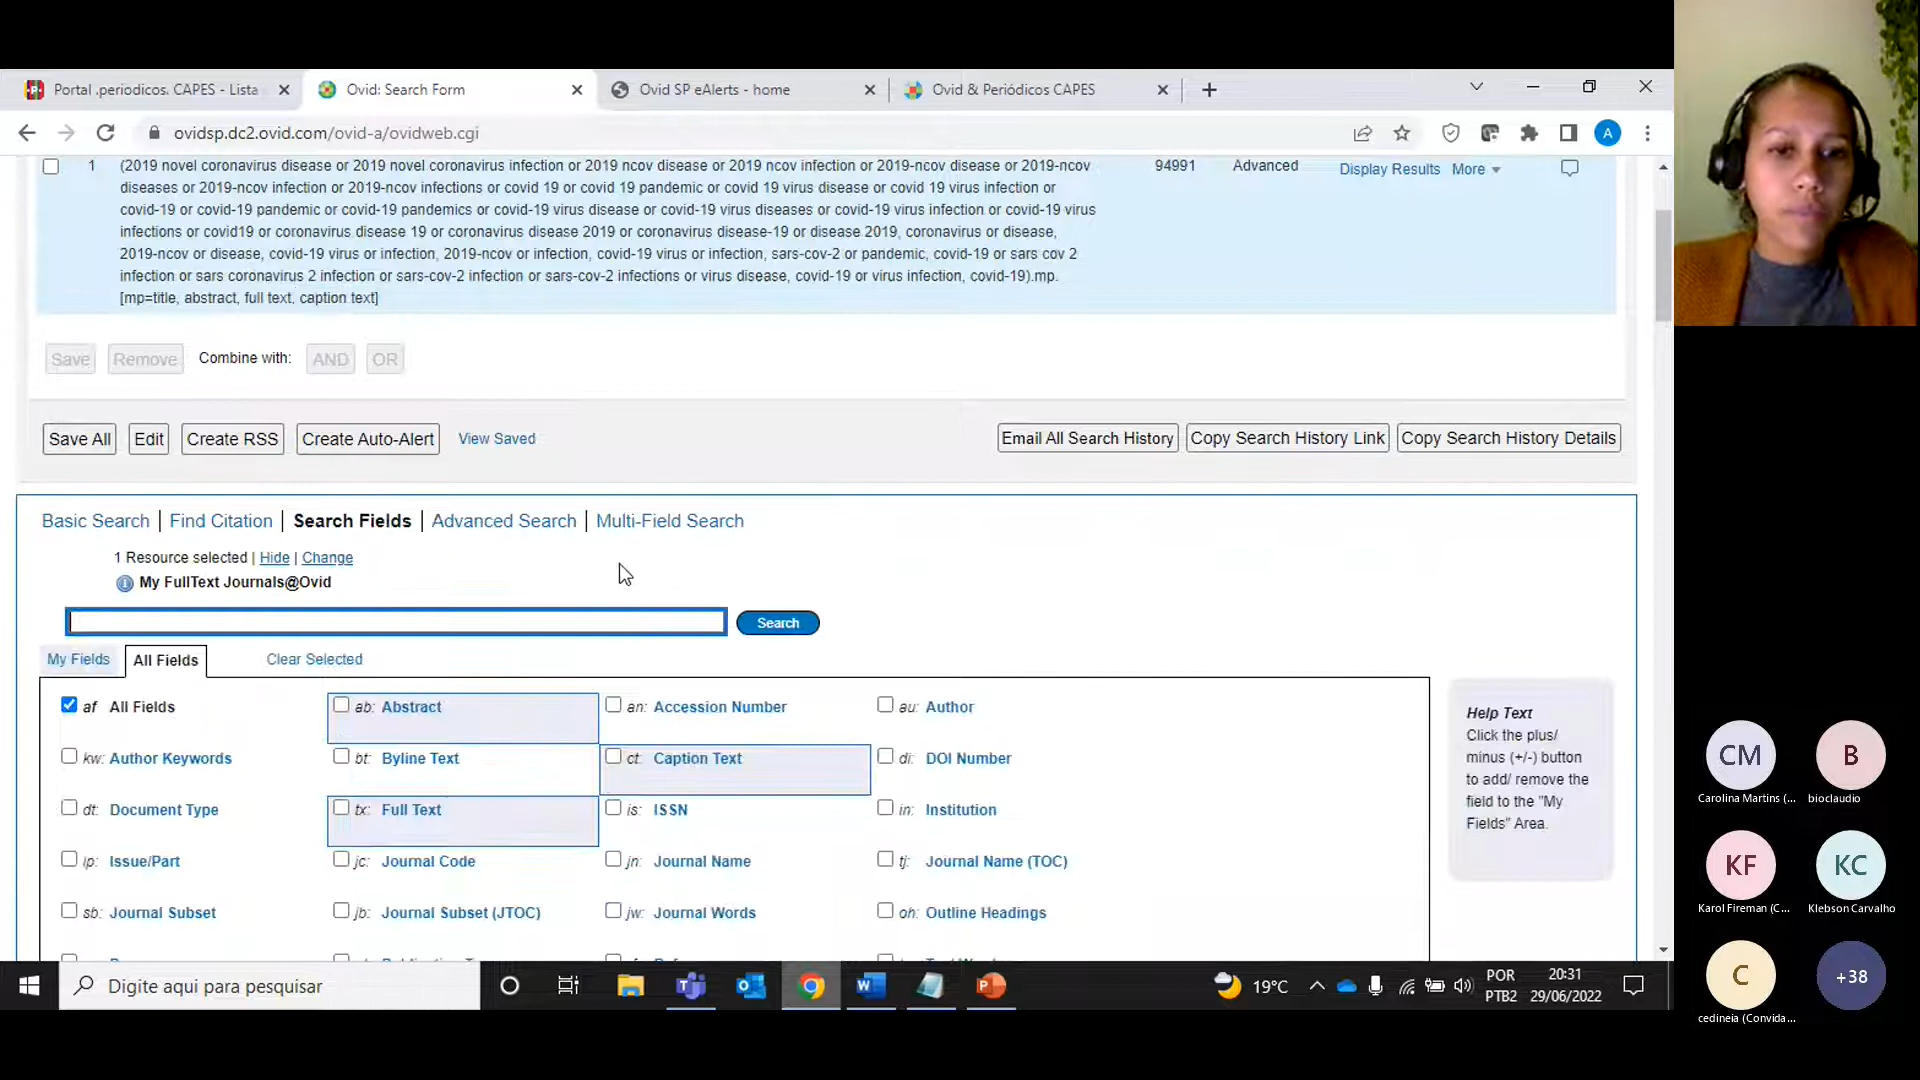 Portal .periodicos. CAPES - Lista
Ovid: Search Form
Ovid SP eAlerts - home
Ovid & Periódicos CAPES
ovidsp.dc2.ovid.com/ovid-a/ovidweb.cgi
A
1
(2019 novel coronavirus disease or 2019 novel coronavirus infection or 2019 ncov disease or 2019 ncov infection or 2019-ncov disease or 2019-ncov
diseases or 2019-ncov infection or 2019-ncov infections or covid 19 or covid 19 pandemic or covid 19 virus disease or covid 19 virus infection or
covid-19 or covid-19 pandemic or covid-19 pandemics or covid-19 virus disease or covid-19 virus diseases or covid-19 virus infection or covid-19 virus
infections or covid19 or coronavirus disease 19 or coronavirus disease 2019 or coronavirus disease-19 or disease 2019, coronavirus or disease,
2019-ncov or disease, covid-19 virus or infection, 2019-ncov or infection, covid-19 virus or infection, sars-cov-2 or pandemic, covid-19 or sars cov 2
infection or sars coronavirus 2 infection or sars-cov-2 infection or sars-cov-2 infections or virus disease, covid-19 or virus infection, covid-19).mp.
[mp=title, abstract, full text, caption text]
94991
Advanced
Display Results
More
Save
Remove
Combine with:
AND
OR
Save All
Edit
Create RSS
Create Auto-Alert
View Saved
Email All Search History
Copy Search History Link
Copy Search History Details
Basic Search | Find Citation | Search Fields | Advanced Search | Multi-Field Search
1 Resource selected | Hide | Change
My FullText Journals@Ovid
Search
My Fields
All Fields
Clear Selected
af All Fields
ab: Abstract
an: Accession Number
au: Author
kw: Author Keywords
bt: Byline Text
ct: Caption Text
di: DOI Number
dt: Document Type
tx: Full Text
is: ISSN
in: Institution
ip: Issue/Part
jc: Journal Code
jn: Journal Name
tj: Journal Name (TOC)
sb: Journal Subset
jb: Journal Subset (JTOC)
jw: Journal Words
oh: Outline Headings
Help Text
Click the plus/
minus (+/-) button
to add/ remove the
field to the "My
Fields" Area.
CM
Carolina Martins (...
B
bioclaudio
KF
Karol Fireman (C...
KC
Klebson Carvalho
C
cedineia (Convida...
+38
Digite aqui para pesquisar
19°C
POR
PTB2
20:31
29/06/2022